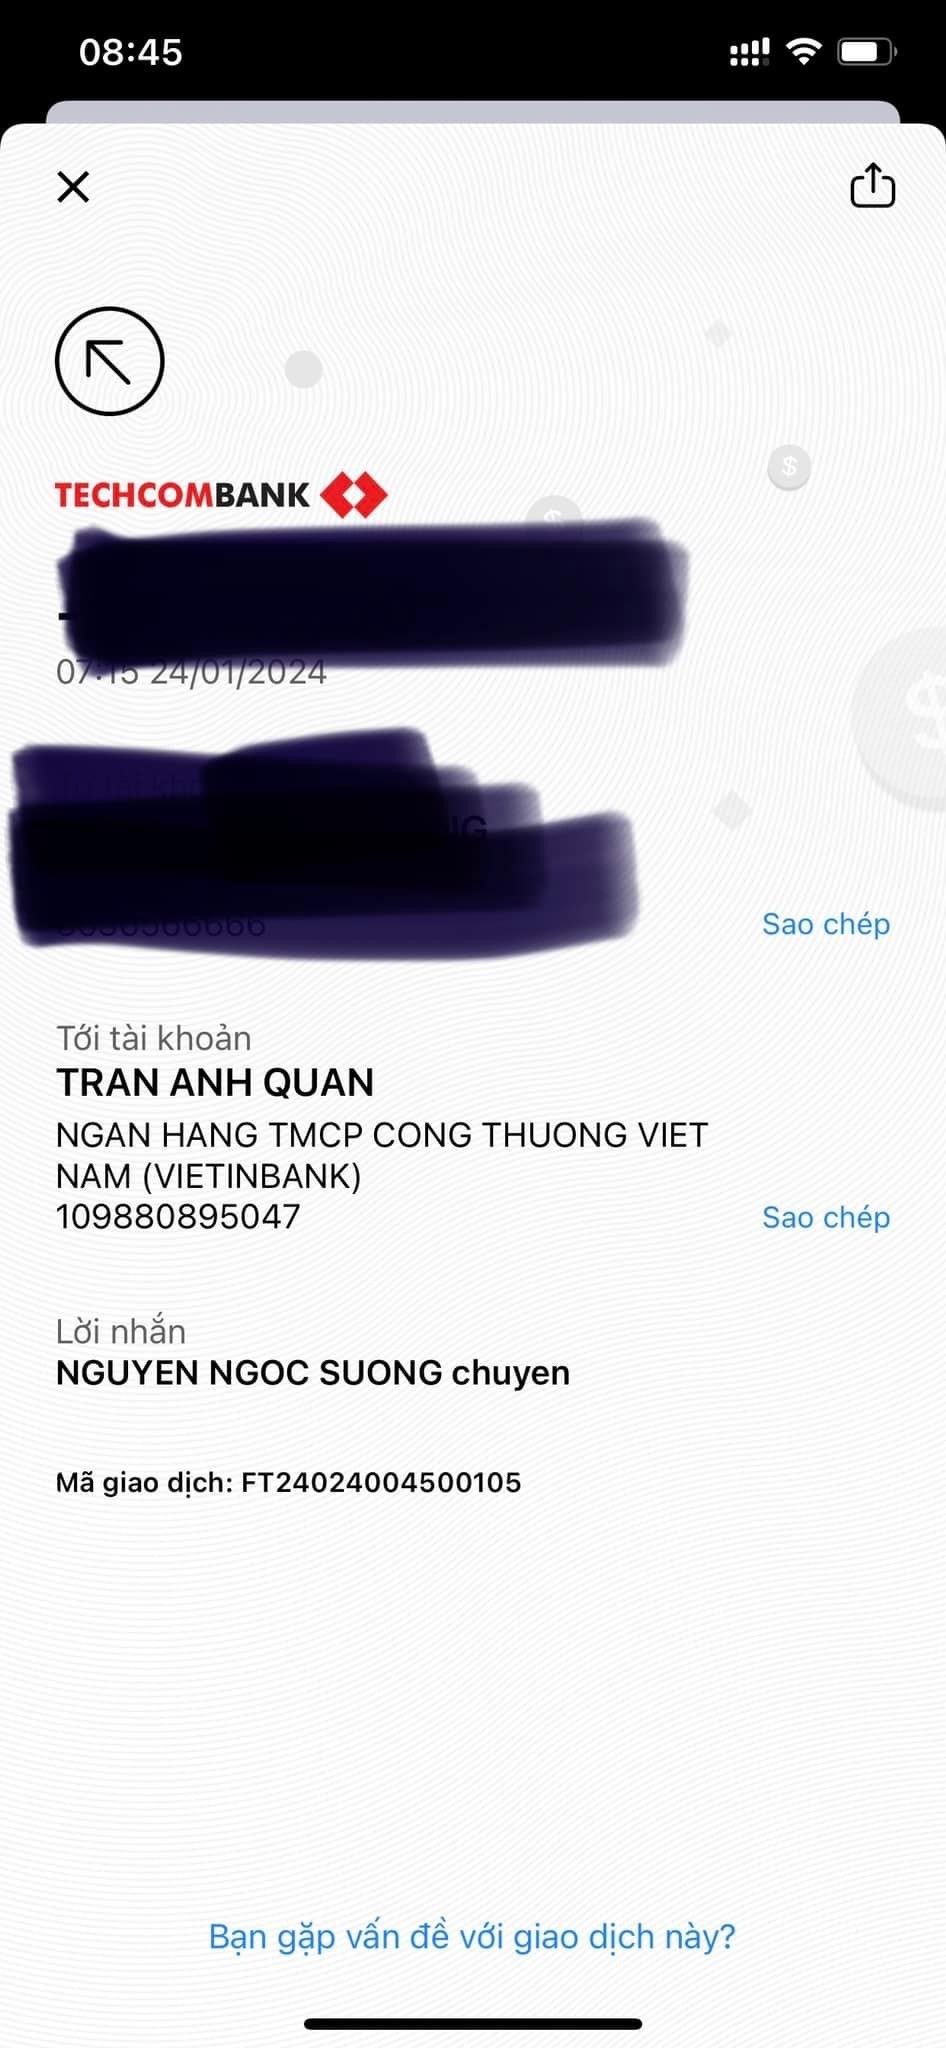 08:45
TECHCOMBANK
07:15 24/01/2024
Sao chép
Tới tài khoản
TRAN ANH QUAN
NGAN HANG TMCP CONG THUONG VIET
NAM (VIETINBANK)
109880895047
Sao chép
Lời nhắn
NGUYEN NGOC SUONG chuyen
Mã giao dịch: FT24024004500105
Bạn gặp vấn đề với giao dịch này?